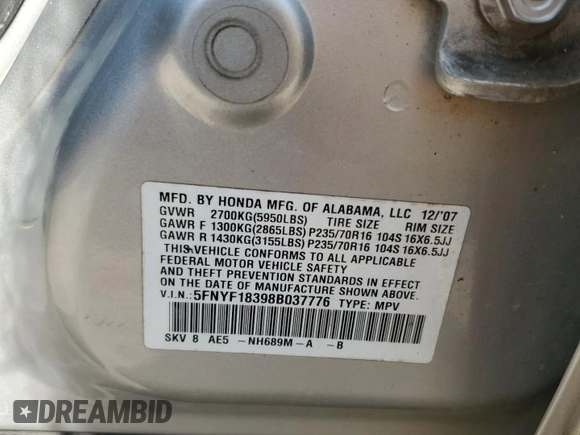 MFD. BY HONDA MFG. OF ALABAMA, LLC 12/'07
GVWR 2700KG(5950LBS) TIRE SIZE RIM SIZE
GAWR F 1300KG(2865LBS) P235/70R16 104S 16X6.5JJ
GAWR R 1430KG(3155LBS) P235/70R16 104S 16X6.5JJ
THIS VEHICLE CONFORMS TO ALL APPLICABLE
FEDERAL MOTOR VEHICLE SAFETY
AND THEFT PREVENTION STANDARDS IN EFFECT
ON THE DATE OF MANUFACTURE SHOWN ABOVE.
V.I.N.:5FNYF18398B037776 TYPE: MPV
SKV 8 AE5 -NH689M-A -B
DREAMBID